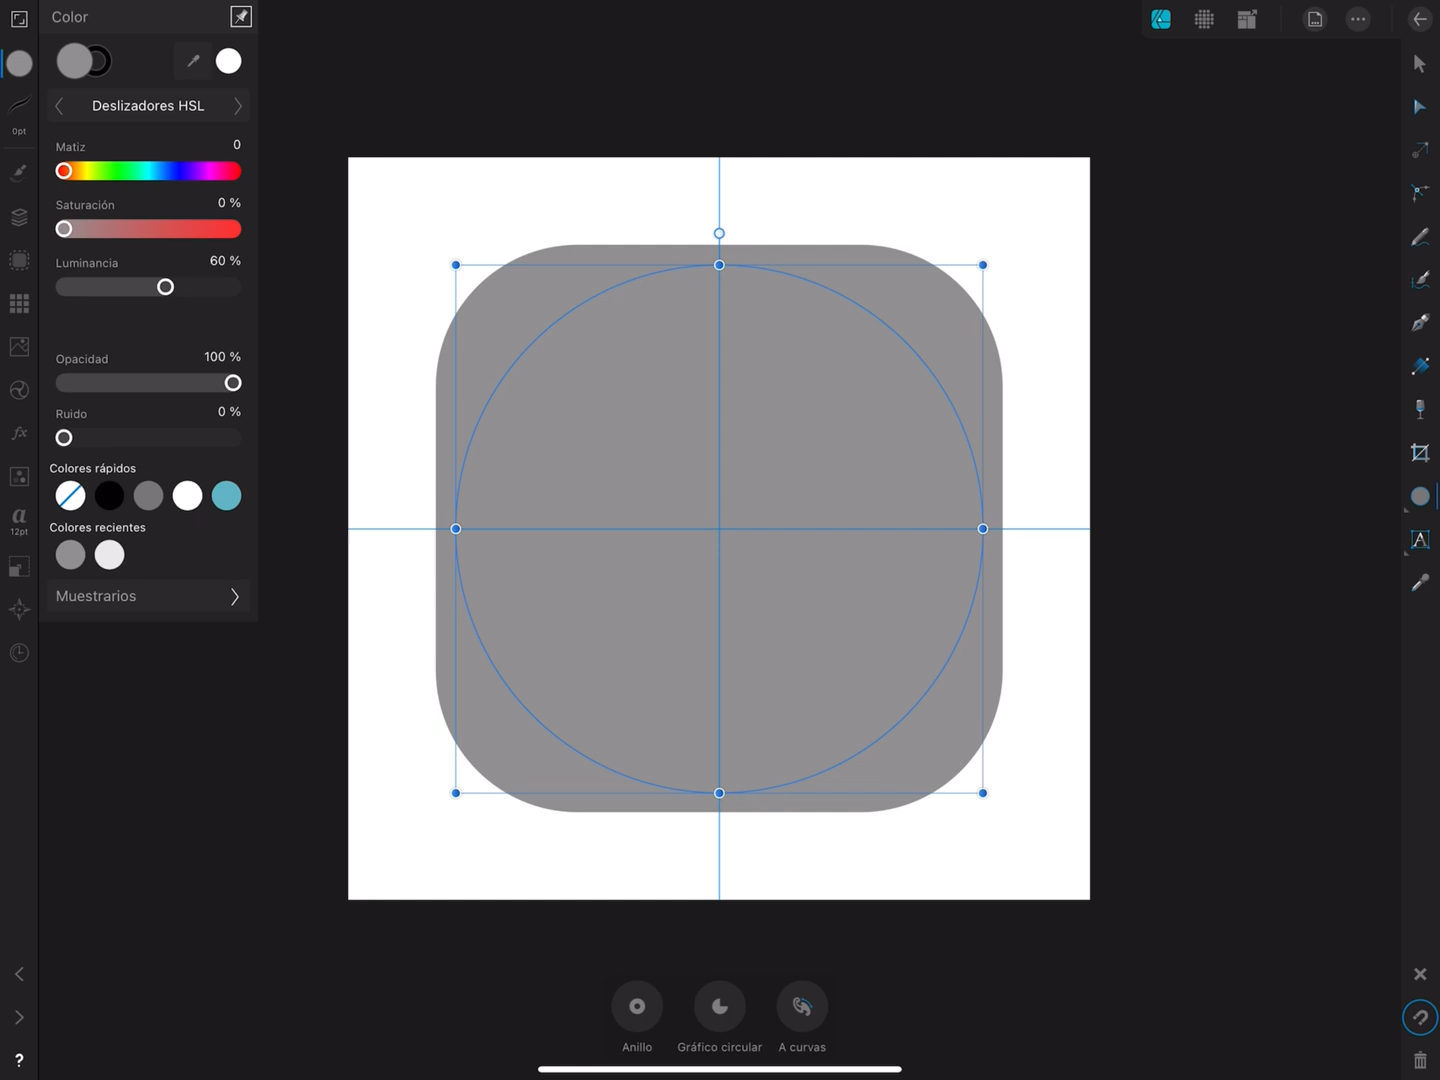 Color
0pt
Deslizadores HSL
Matiz
0
Saturación
0 %
Luminancia
60 %
Opacidad
100 %
Ruido
0 %
fx
Colores rápidos
a
12pt
Colores recientes
Muestrarios
A
Anillo
Gráfico circular
A curvas
?